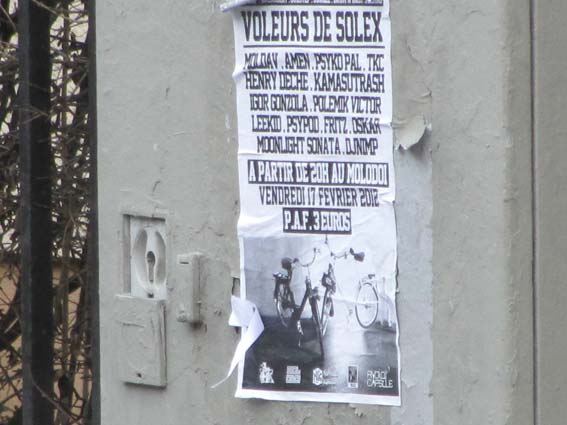 VOLEURS DE SOLEX
MOLDAV . AMEN . PSYKO PAL . TKC
HENRY DECHE . KAMASUTRASH
IGOR GONZOLA . POLEMIK VICTOR
LEEKID . PSYPOD . FRITZ . OSKAR
MOONLIGHT SONATA . DJNIMP
A PARTIR DE 20H AU MOLODOI
VENDREDI 17 FEVRIER 2012
P.A.F. 3 EUROS